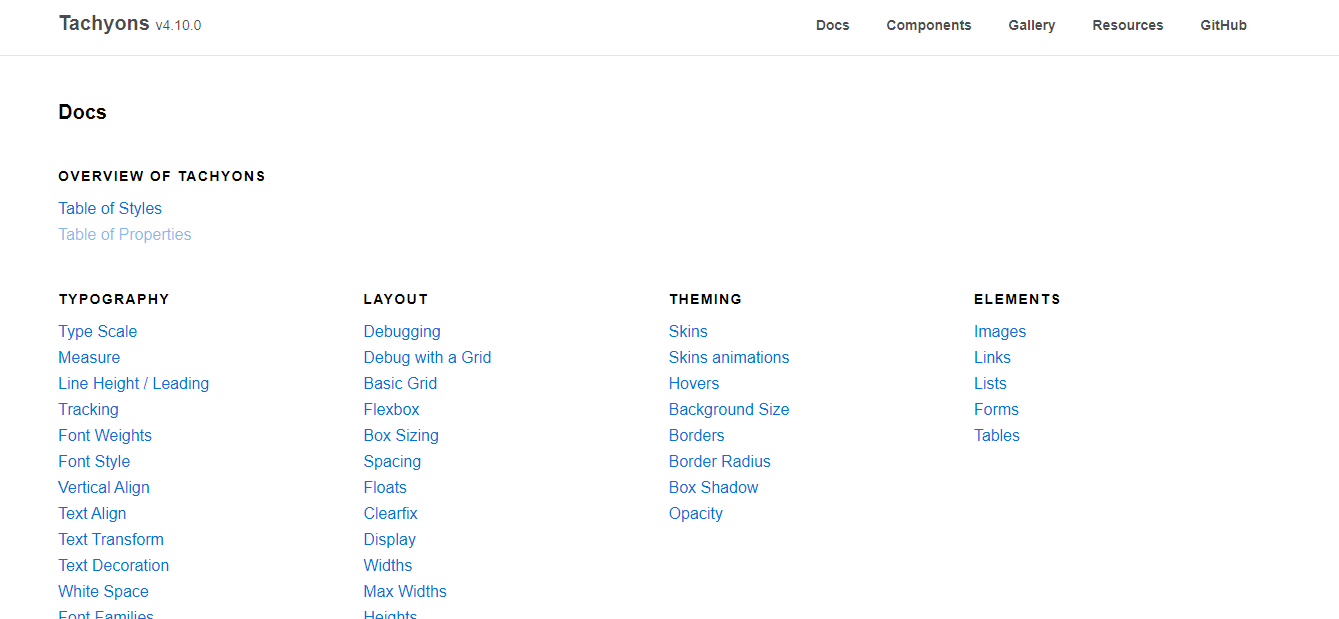 Tachyons v4.10.0
Docs Components Gallery Resources GitHub
Docs
OVERVIEW OF TACHYONS
Table of Styles
Table of Properties
TYPOGRAPHY
Type Scale
Measure
Line Height / Leading
Tracking
Font Weights
Font Style
Vertical Align
Text Align
Text Transform
Text Decoration
White Space
Font Families
LAYOUT
Debugging
Debug with a Grid
Basic Grid
Flexbox
Box Sizing
Spacing
Floats
Clearfix
Display
Widths
Max Widths
Heights
THEMING
Skins
Skins animations
Hovers
Background Size
Borders
Border Radius
Box Shadow
Opacity
ELEMENTS
Images
Links
Lists
Forms
Tables